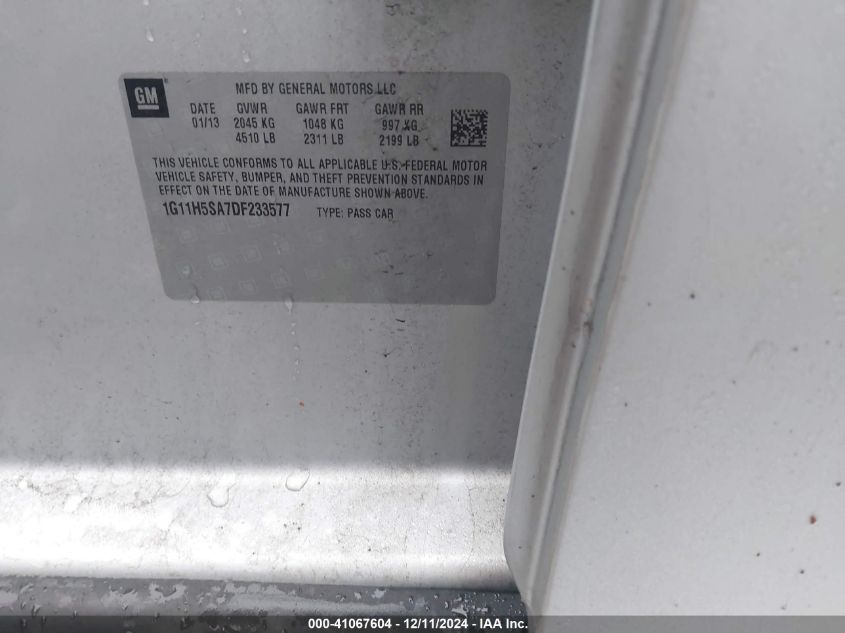 GM
MFD BY GENERAL MOTORS LLC
DATE GVWR GAWR FRT GAWR RR
01/13 2045 KG 1048 KG 997 KG
4510 LB 2311 LB 2199 LB
THIS VEHICLE CONFORMS TO ALL APPLICABLE U.S. FEDERAL MOTOR
VEHICLE SAFETY, BUMPER, AND THEFT PREVENTION STANDARDS IN
EFFECT ON THE DATE OF MANUFACTURE SHOWN ABOVE.
1G11H5SA7DF233577 TYPE: PASS CAR
000-41067604 - 12/11/2024 - IAA Inc.